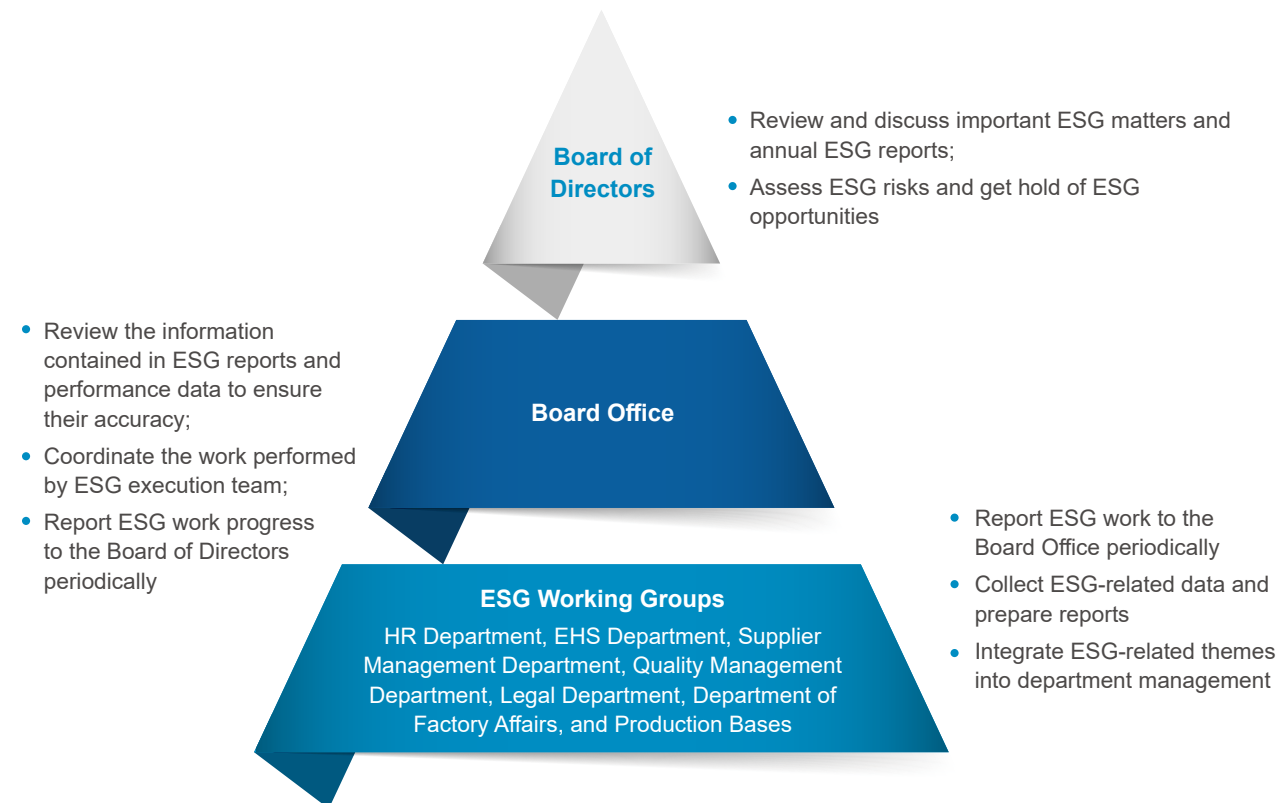 Board of
Directors
• Review and discuss important ESG matters and
annual ESG reports;
• Assess ESG risks and get hold of ESG
opportunities
• Review the information
contained in ESG reports and
performance data to ensure
their accuracy;
• Coordinate the work performed
by ESG execution team;
• Report ESG work progress
to the Board of Directors
periodically
Board Office
ESG Working Groups
HR Department, EHS Department, Supplier
Management Department, Quality Management
Department, Legal Department, Department of
Factory Affairs, and Production Bases
• Report ESG work to the
Board Office periodically
• Collect ESG-related data and
prepare reports
• Integrate ESG-related themes
into department management